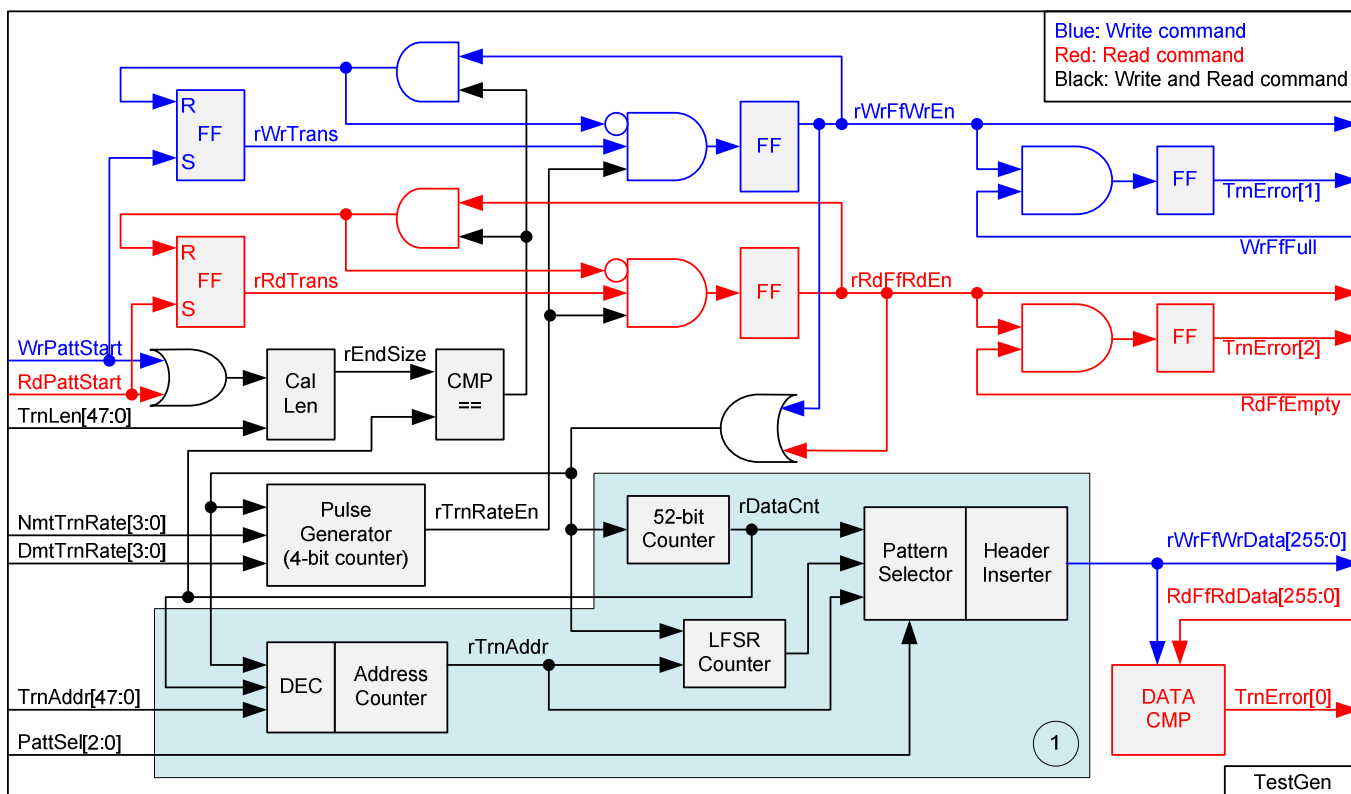 Blue: Write command
Red: Read command
Black: Write and Read command
R
FF
S
rWrTrans
FF
rWrFfWrEn
FF
TrnError[1]
WrFfFull
R
FF
S
rRdTrans
FF
rRdFfRdEn
FF
TrnError[2]
RdFfEmpty
WrPattStart
RdPattStart
TrnLen[47:0]
Cal
Len
rEndSize
CMP
==
NmtTrnRate[3:0]
DmtTrnRate[3:0]
Pulse
Generator
(4-bit counter)
rTrnRateEn
52-bit
Counter
rDataCnt
Pattern
Selector
Header
Inserter
rWrFfWrData[255:0]
RdFfRdData[255:0]
LFSR
Counter
DEC
Address
Counter
rTrnAddr
TrnAddr[47:0]
PattSel[2:0]
DATA
CMP
TrnError[0]
1
TestGen